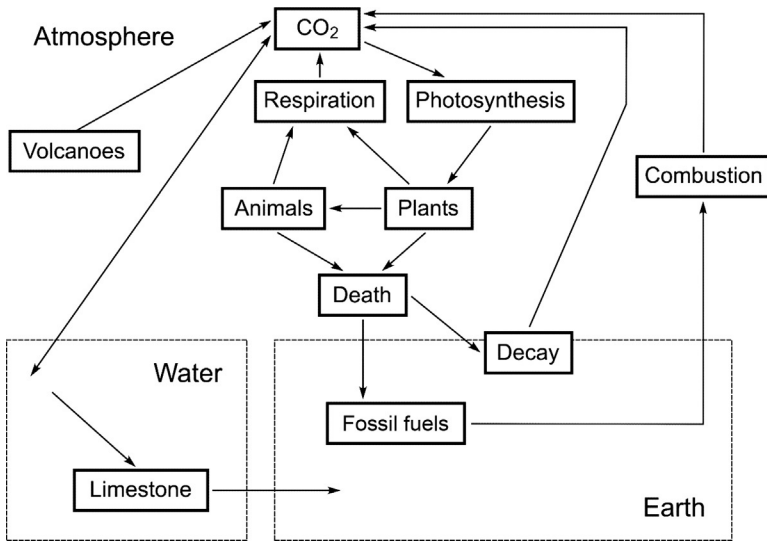 Atmosphere
CO₂
Respiration
Photosynthesis
Volcanoes
Combustion
Animals
Plants
Death
Decay
Water
Fossil fuels
Limestone
Earth